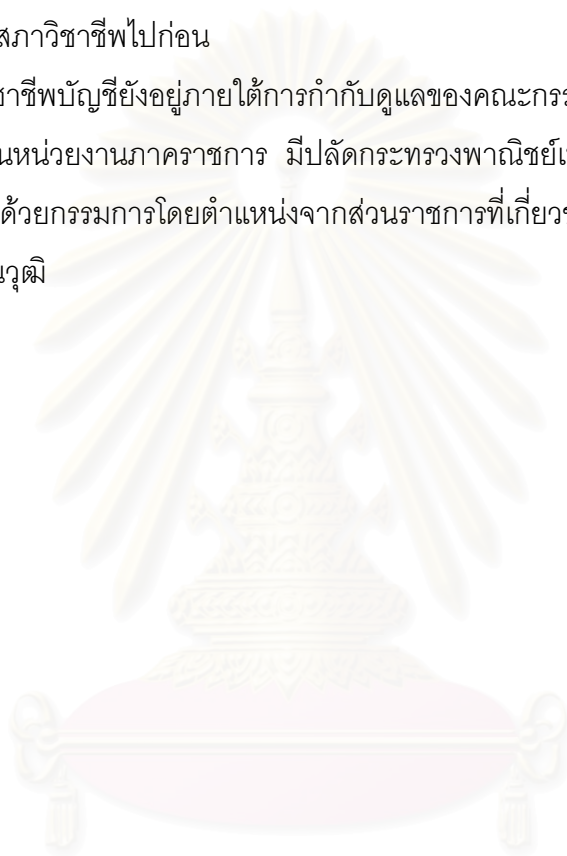 สภาวิชาชีพไปก่อน
ชาชีพบัญชียังอยู่ภายใต้การกำกับดูแลของคณะกรร
นหน่วยงานภาคราชการ มีปลัดกระทรวงพาณิชย์เ
ด้วยกรรมการโดยตำแหน่งจากส่วนราชการที่เกี่ยว
นวุฒิ